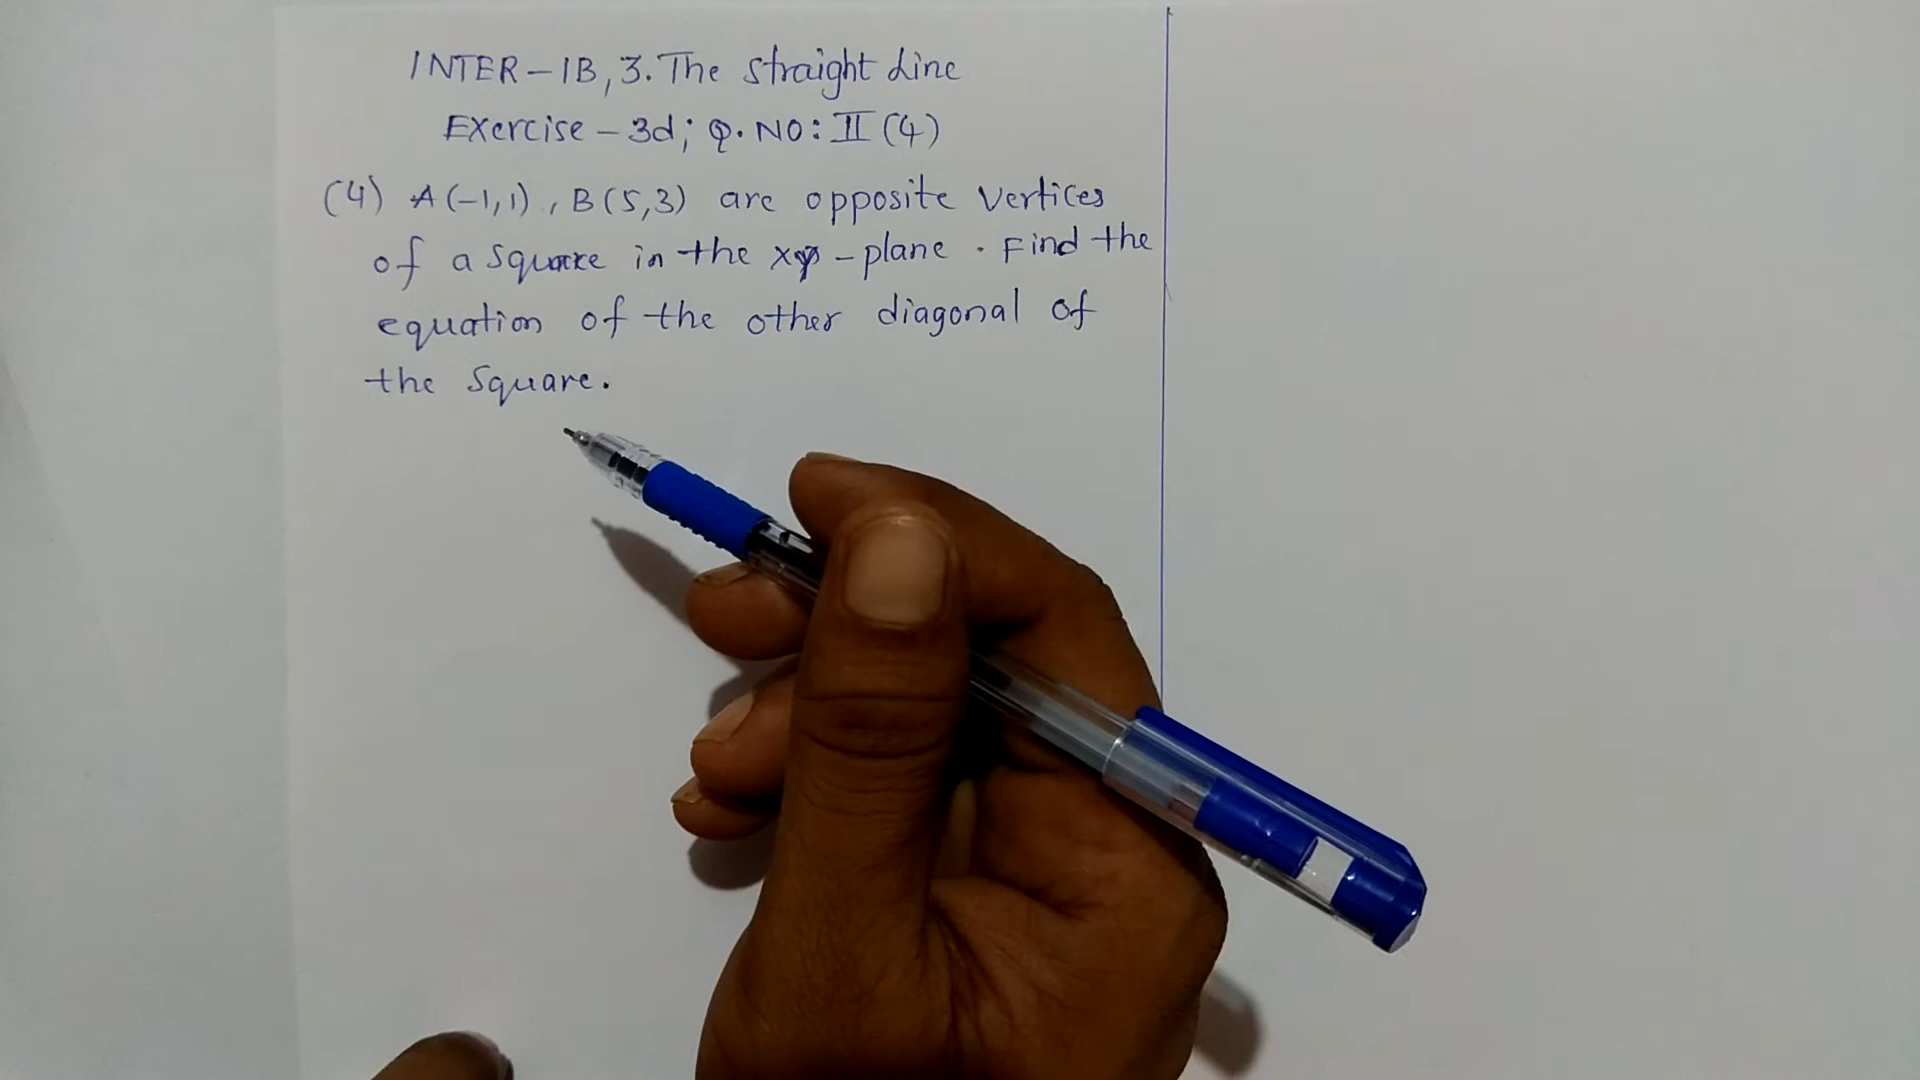 INTER-IB, 3. The straight Line
Exercise - 3d; Q. NO: II (4)
(4) A(-1,1), B(5,3) are opposite vertices
of a square in the xy-plane. Find the
equation of the other diagonal of
the square.